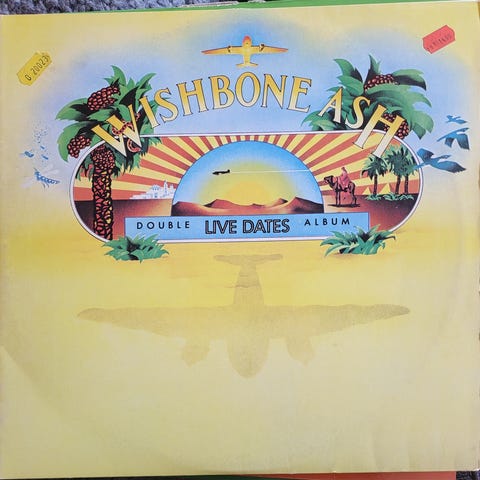 WISHBONE ASH
DOUBLE LIVE DATES ALBUM